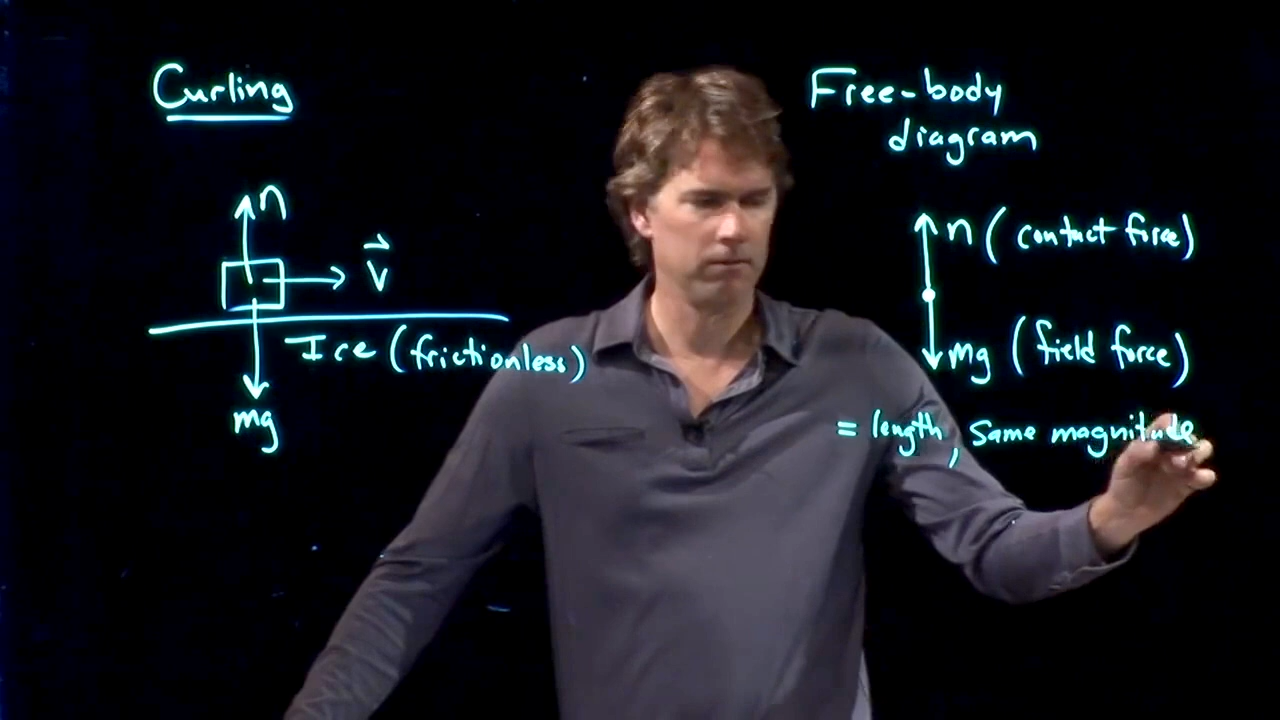 Curling
n
v
Ice (frictionless)
mg
Free-body
diagram
n (contact force)
mg (field force)
= length, same magnitude